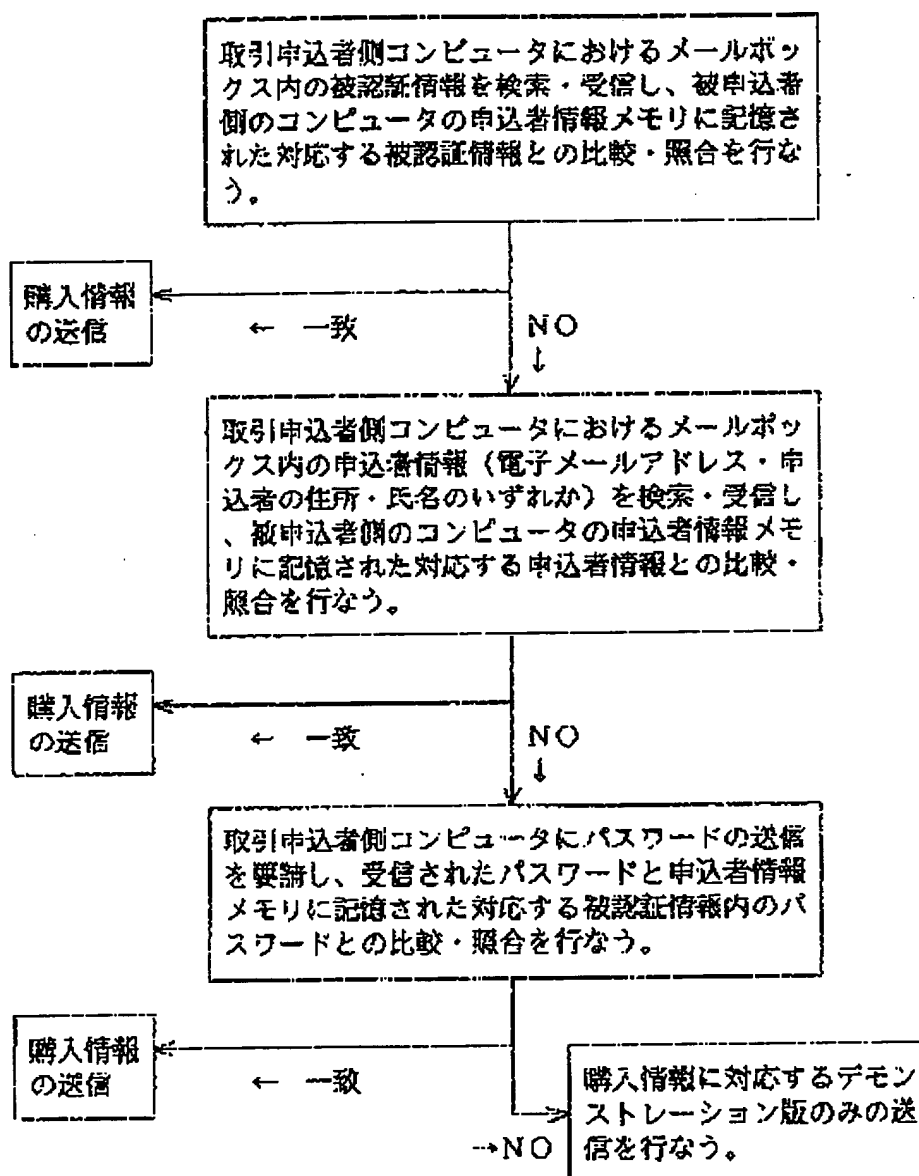 取引申込者側コンピュータにおけるメールボッ
クス内の被認証情報を検索・受信し、被申込者
側のコンピュータの申込者情報メモリに記憶さ
れた対応する被認証情報との比較・照合を行な
う。
購入情報
の送信
← 一致
NO
↓
取引申込者側コンピュータにおけるメールボッ
クス内の申込者情報（電子メールアドレス・申
込者の住所・氏名のいずれか）を検索・受信し
、被申込者側のコンピュータの申込者情報メモ
リに記憶された対応する申込者情報との比較・
照合を行なう。
購入情報
の送信
← 一致
NO
↓
取引申込者側コンピュータにパスワードの送信
を要請し、受信されたパスワードと申込者情報
メモリに記憶された対応する被認証情報内のパ
スワードとの比較・照合を行なう。
購入情報
の送信
← 一致
→NO
購入情報に対応するデモン
ストレーション版のみの送
信を行なう。